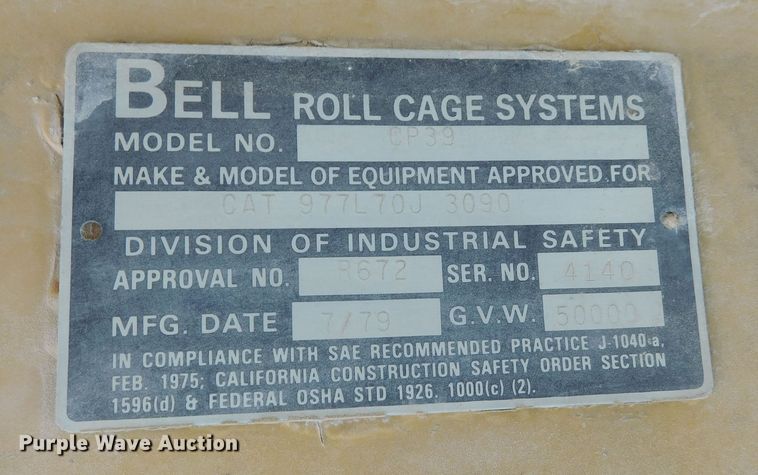 BELL ROLL CAGE SYSTEMS
MODEL NO. CP39
MAKE & MODEL OF EQUIPMENT APPROVED FOR
CAT 977L70J 3090
DIVISION OF INDUSTRIAL SAFETY
APPROVAL NO. R672 SER. NO. 4140
MFG. DATE 7/79 G.V.W. 50000
IN COMPLIANCE WITH SAE RECOMMENDED PRACTICE J-1040-a,
FEB. 1975; CALIFORNIA CONSTRUCTION SAFETY ORDER SECTION
1596(d) & FEDERAL OSHA STD 1926. 1000(c) (2).
Purple Wave Auction